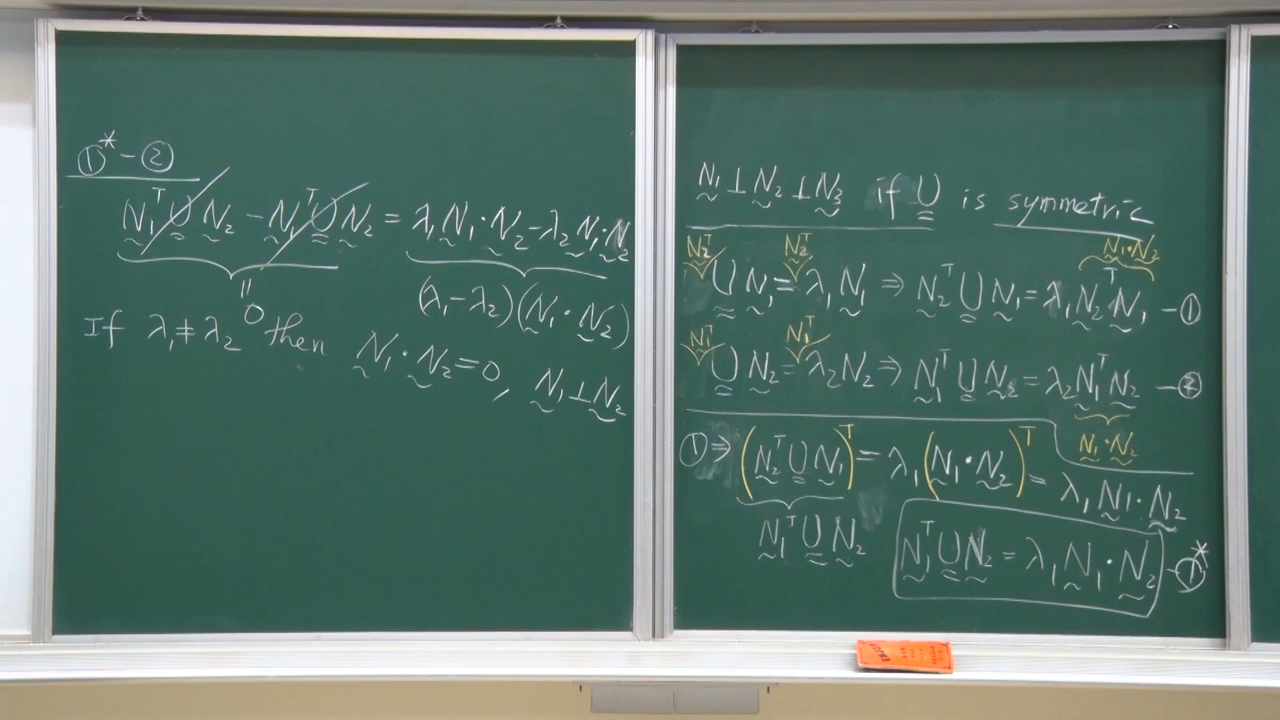 ①* - ②
N₁ᵀ U N₂ - N₁ᵀ U N₂ = λ₁ N₁ · N₂ - λ₂ N₁ · N₂
|| 0
(λ₁ - λ₂)(N₁ · N₂)
If λ₁ ≠ λ₂ then N₁ · N₂ = 0, N₁ ⊥ N₂
N₁ ⊥ N₂ ⊥ N₃ if U is symmetric
N₂ᵀ N₂ᵀ N₁·N₂
U N₁ = λ₁ N₁ ⇒ N₂ᵀ U N₁ = λ₁ N₂ᵀ N₁ - ①
N₁ᵀ N₁ᵀ
U N₂ = λ₂ N₂ ⇒ N₁ᵀ U N₂ = λ₂ N₁ᵀ N₂ - ②
N₁·N₂
① ⇒ (N₂ᵀ U N₁)ᵀ = λ₁ (N₁ · N₂)ᵀ = λ₁ N₁ · N₂
N₁ᵀ U N₂
N₁ᵀ U N₂ = λ₁ N₁ · N₂ - ①*